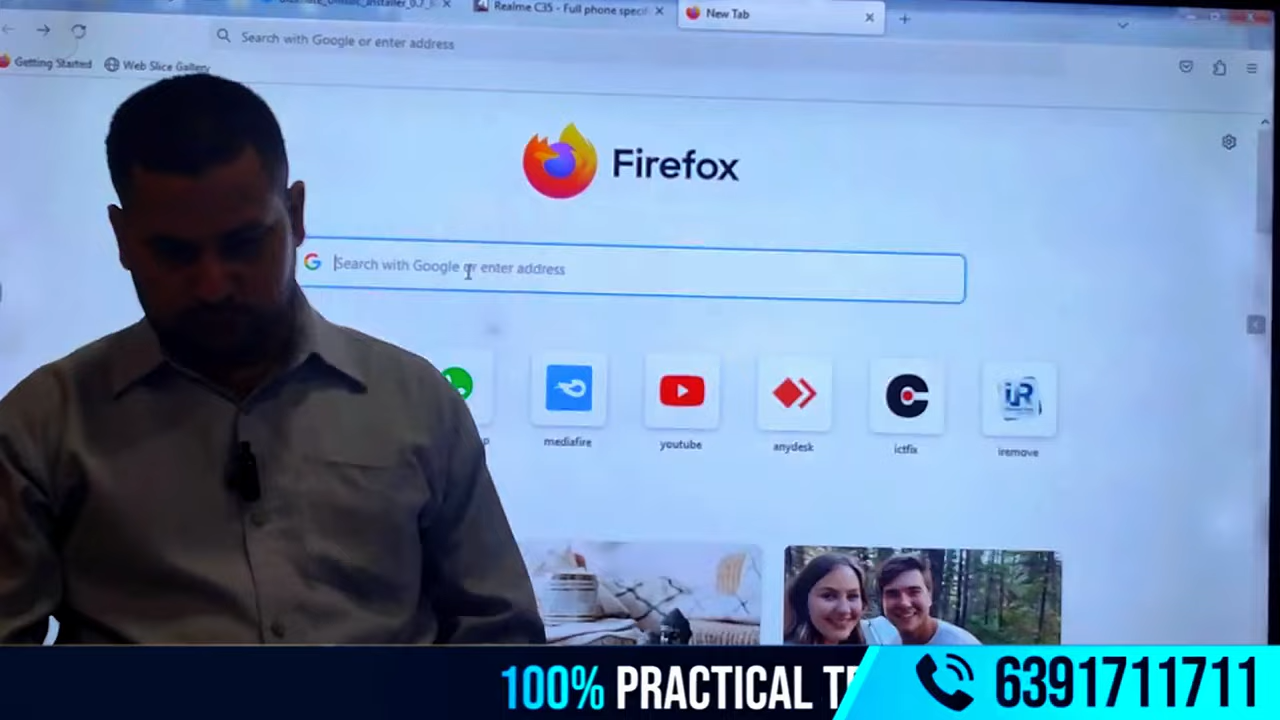 Realme C35 - Full phone specif
New Tab
Search with Google or enter address
Getting Started
Web Slice Gallery
Firefox
Search with Google or enter address
mediafire
youtube
anydesk
ictfix
iremove
100% PRACTICAL
6391711711